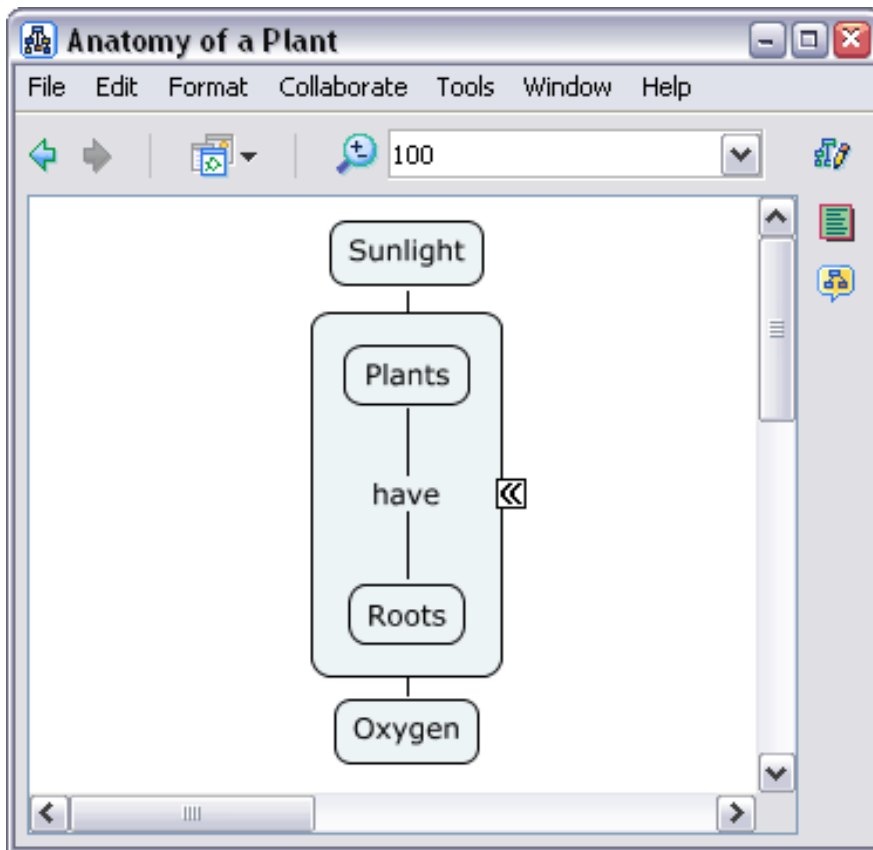 Anatomy of a Plant
File Edit Format Collaborate Tools Window Help
100
Sunlight
Plants
have
Roots
Oxygen